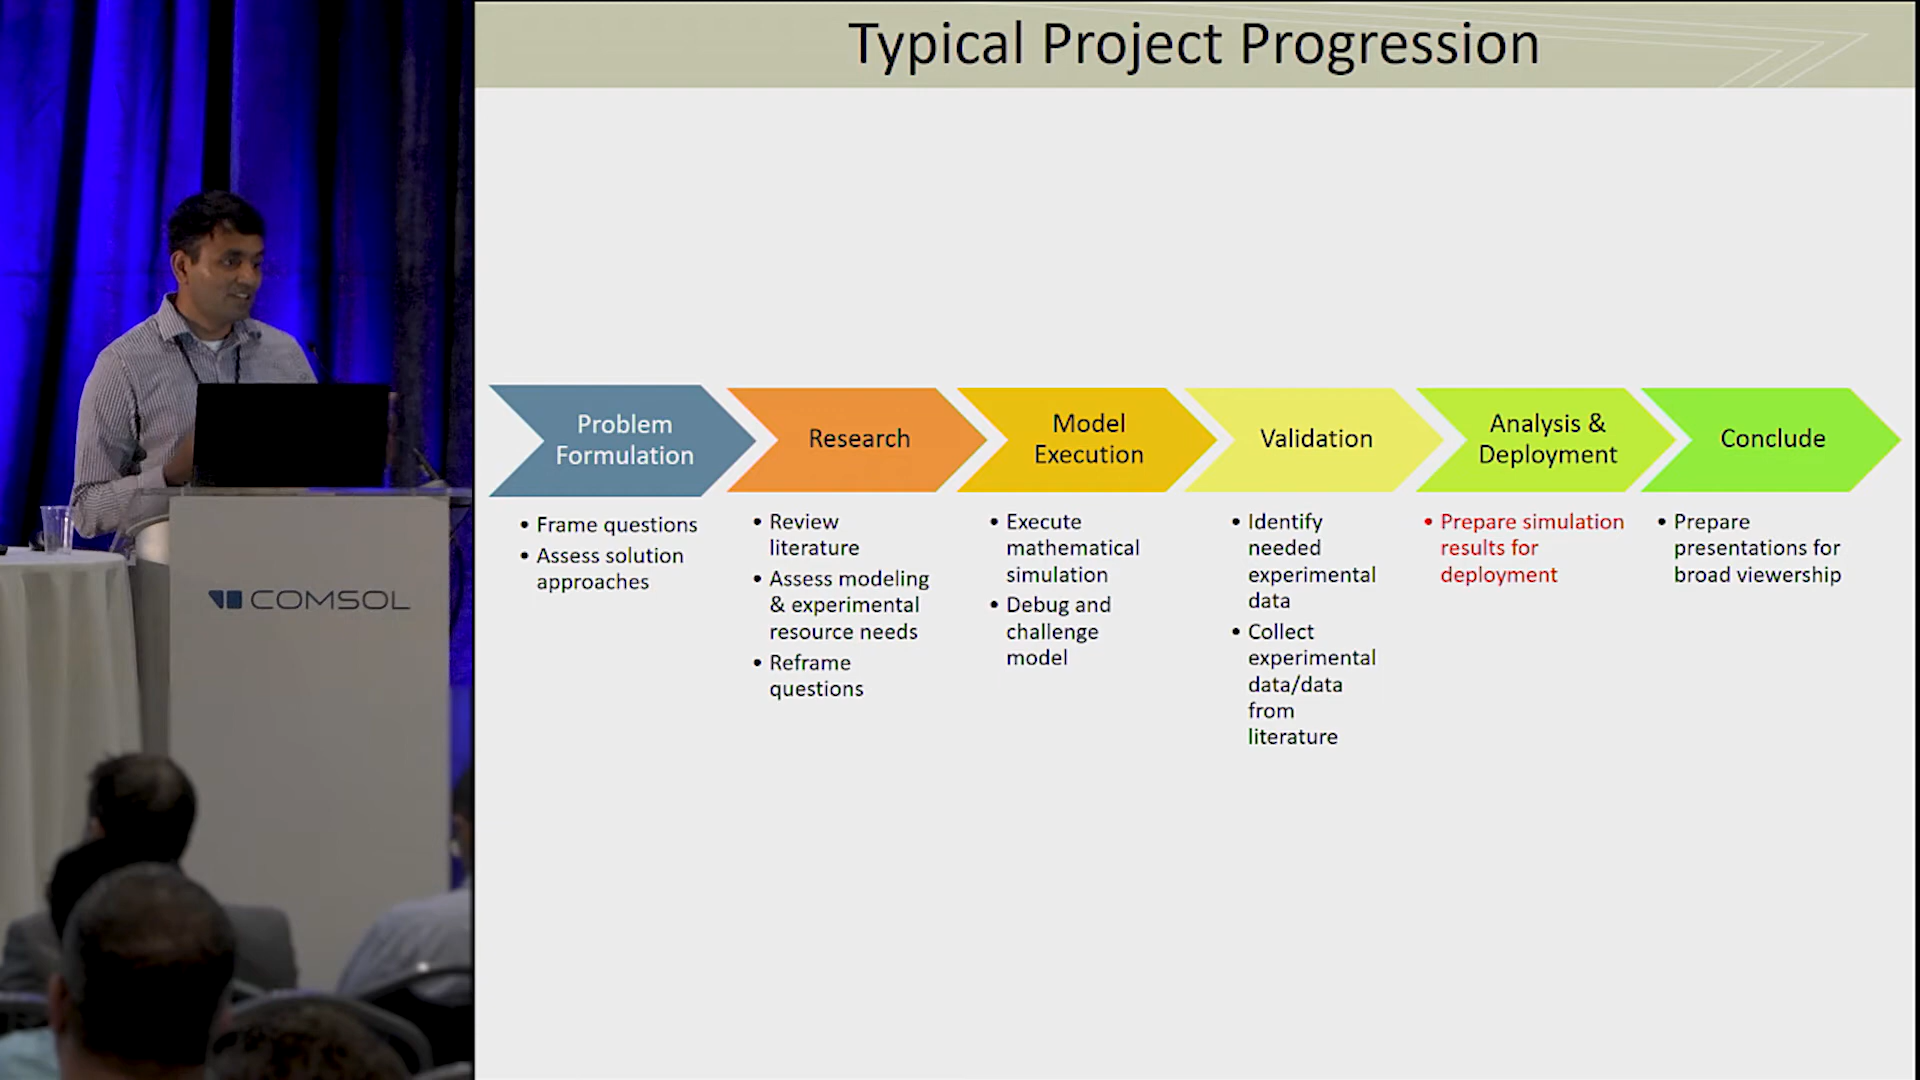 Typical Project Progression
Problem
Formulation
Research
Model
Execution
Validation
Analysis &
Deployment
Conclude
• Frame questions
• Assess solution
approaches
• Review
literature
• Assess modeling
& experimental
resource needs
• Reframe
questions
• Execute
mathematical
simulation
• Debug and
challenge
model
• Identify
needed
experimental
data
• Collect
experimental
data/data
from
literature
• Prepare simulation
results for
deployment
• Prepare
presentations for
broad viewership
COMSOL